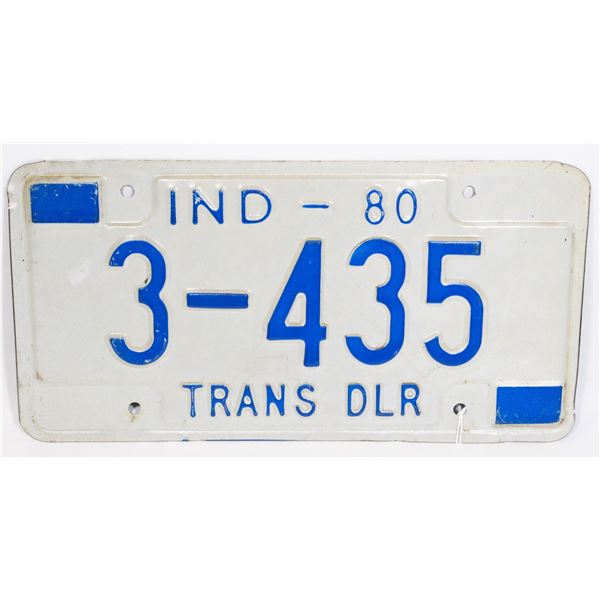 IND - 80
3-435
TRANS DLR